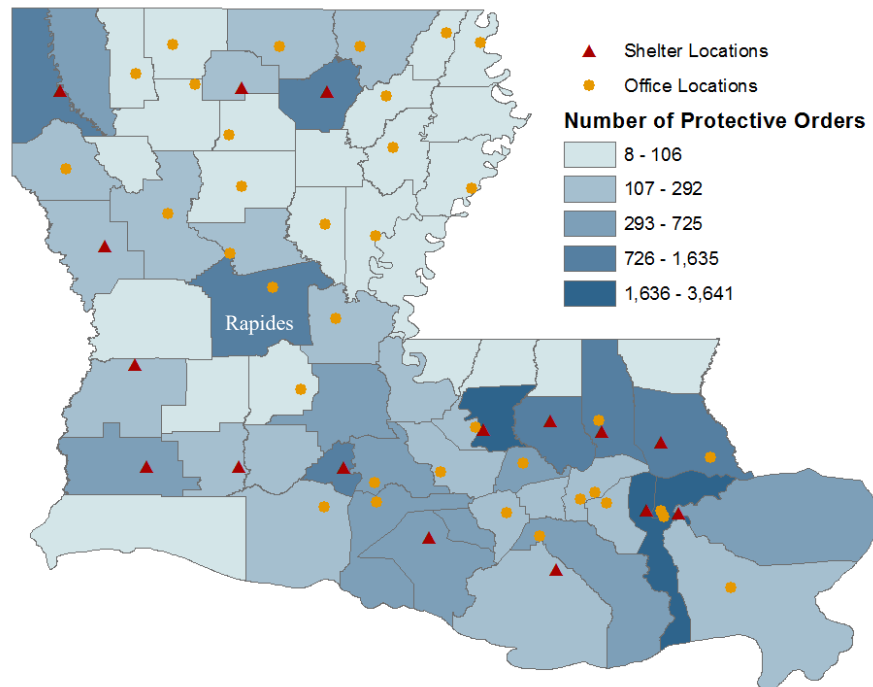 Shelter Locations
Office Locations
Number of Protective Orders
8 - 106
107 - 292
293 - 725
726 - 1,635
1,636 - 3,641
Rapides